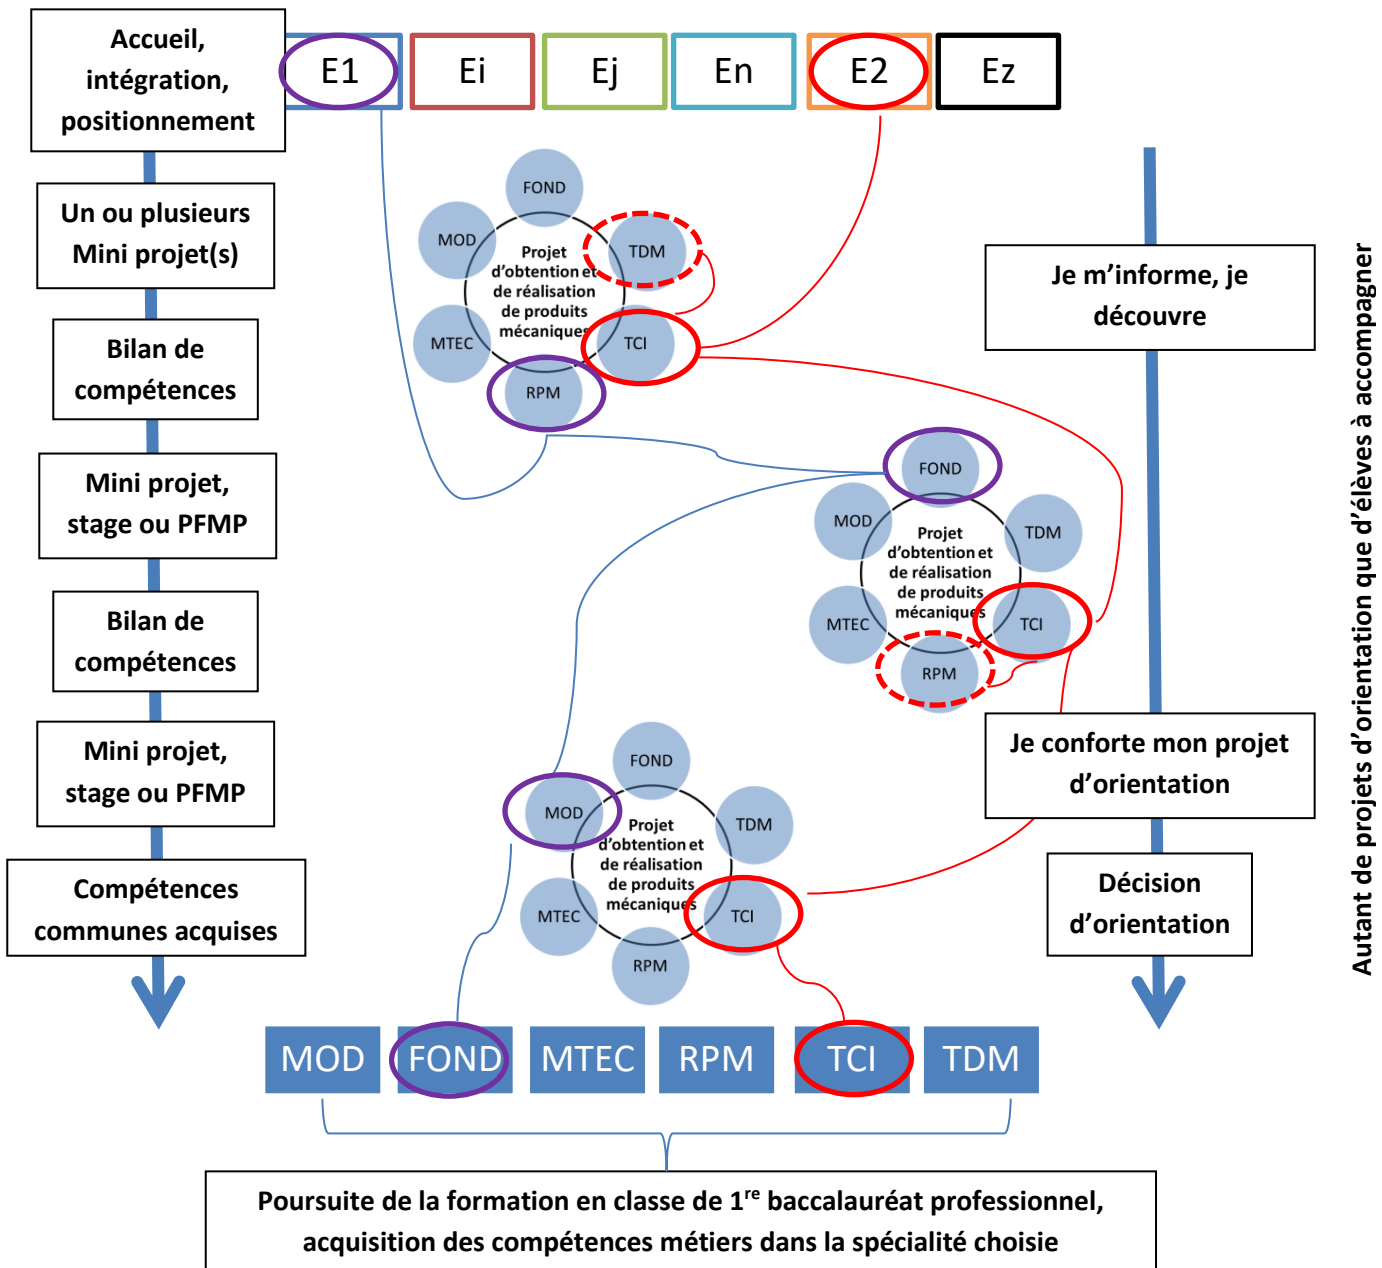 Accueil,
intégration,
positionnement
E1
Ei
Ej
En
E2
Ez
Un ou plusieurs
Mini projet(s)
Bilan de
compétences
Mini projet,
stage ou PFMP
Bilan de
compétences
Mini projet,
stage ou PFMP
Compétences
communes acquises
FOND
MOD
TDM
Projet
d'obtention et
de réalisation
de produits
mécaniques
MTEC
TCI
RPM
FOND
MOD
TDM
Projet
d'obtention et
de réalisation
de produits
mécaniques
MTEC
TCI
RPM
FOND
MOD
TDM
Projet
d'obtention et
de réalisation
de produits
mécaniques
MTEC
TCI
RPM
Je m’informe, je
découvre
Je conforte mon projet
d’orientation
Décision
d’orientation
Autant de projets d’orientation que d’élèves à accompagner
MOD
FOND
MTEC
RPM
TCI
TDM
Poursuite de la formation en classe de 1re baccalauréat professionnel,
acquisition des compétences métiers dans la spécialité choisie